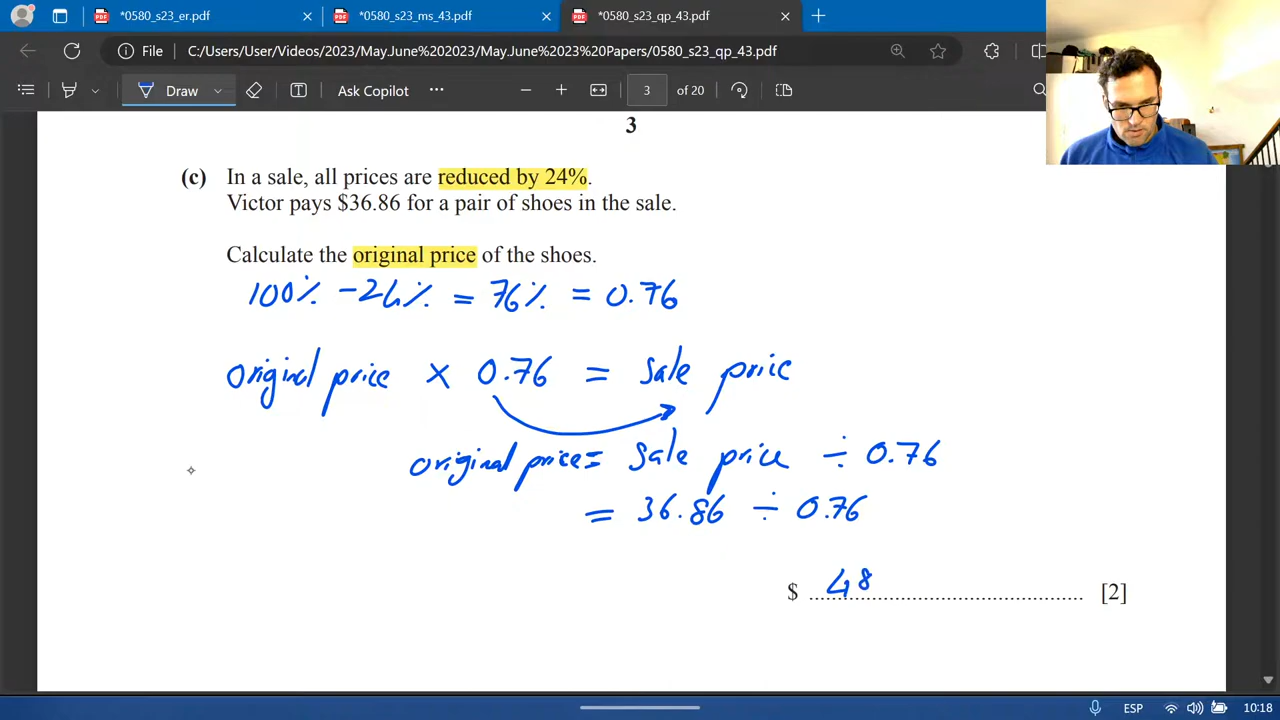 *0580_s23_er.pdf
*0580_s23_ms_43.pdf
*0580_s23_qp_43.pdf
File
C:/Users/User/Videos/2023/May.June%202023/May.June%2023%20Papers/0580_s23_qp_43.pdf
Draw
Ask Copilot
3 of 20
3
(c) In a sale, all prices are reduced by 24%.
Victor pays $36.86 for a pair of shoes in the sale.
Calculate the original price of the shoes.
100% - 24% = 76% = 0.76
original price × 0.76 = sale price
original price = sale price ÷ 0.76
= 36.86 ÷ 0.76
$ 48 [2]
ESP
10:18